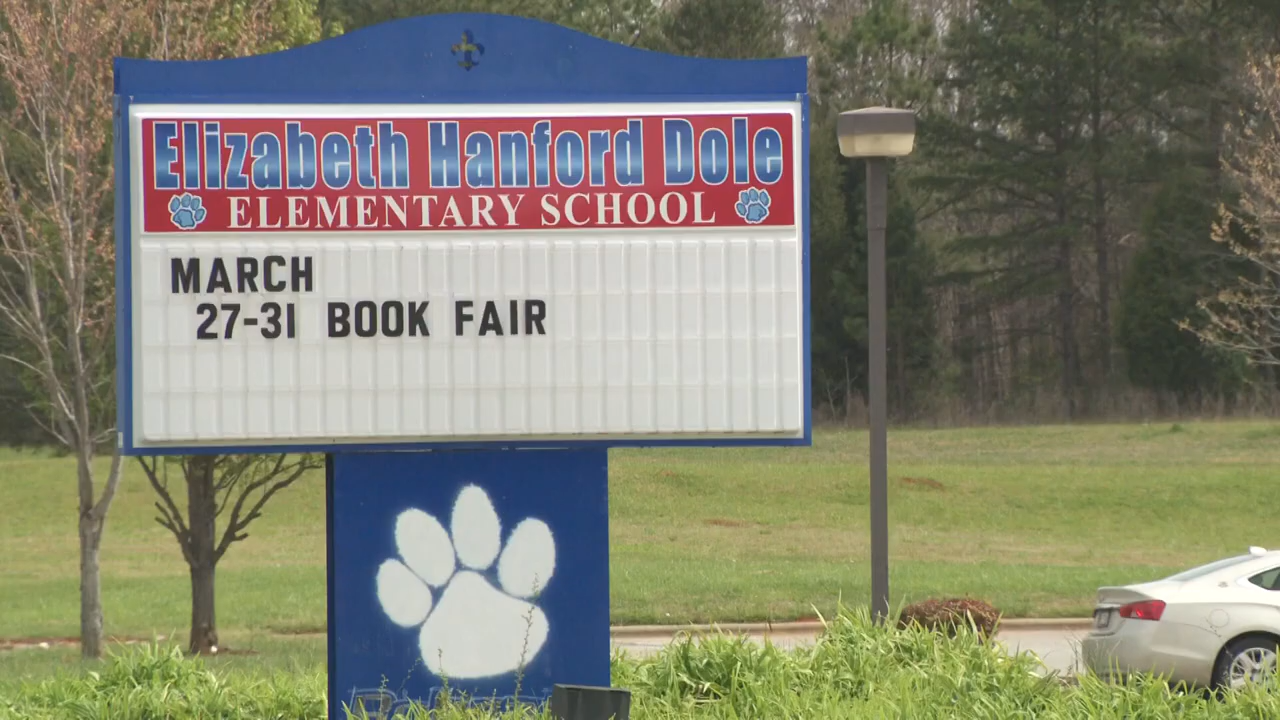 Elizabeth Hanford Dole
ELEMENTARY SCHOOL
MARCH
27-31 BOOK FAIR